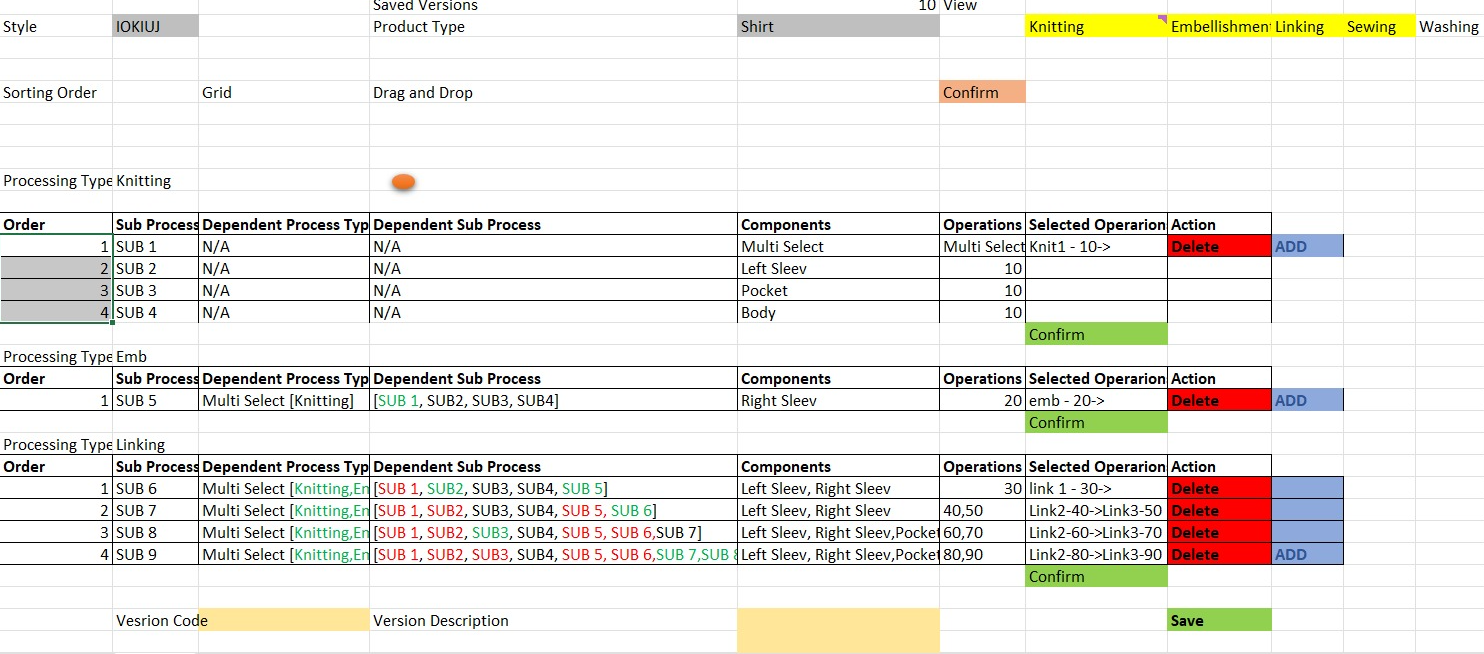 Saved Versions 10 View
Style IOKIUJ Product Type Shirt Knitting Embellishmen Linking Sewing Washing
Sorting Order Grid Drag and Drop Confirm
Processing Type Knitting
Order Sub Process Dependent Process Typ Dependent Sub Process Components Operations Selected Operarion Action
1 SUB 1 N/A N/A Multi Select Multi Select Knit1 - 10-> Delete ADD
2 SUB 2 N/A N/A Left Sleev 10
3 SUB 3 N/A N/A Pocket 10
4 SUB 4 N/A N/A Body 10
Confirm
Processing Type Emb
Order Sub Process Dependent Process Typ Dependent Sub Process Components Operations Selected Operarion Action
1 SUB 5 Multi Select [Knitting] [SUB 1, SUB2, SUB3, SUB4] Right Sleev 20 emb - 20-> Delete ADD
Confirm
Processing Type Linking
Order Sub Process Dependent Process Typ Dependent Sub Process Components Operations Selected Operarion Action
1 SUB 6 Multi Select [Knitting,En [SUB 1, SUB2, SUB3, SUB4, SUB 5] Left Sleev, Right Sleev 30 link 1 - 30-> Delete
2 SUB 7 Multi Select [Knitting,En [SUB 1, SUB2, SUB3, SUB4, SUB 5, SUB 6] Left Sleev, Right Sleev 40,50 Link2-40->Link3-50 Delete
3 SUB 8 Multi Select [Knitting,En [SUB 1, SUB2, SUB3, SUB4, SUB 5, SUB 6,SUB 7] Left Sleev, Right Sleev,Pocket 60,70 Link2-60->Link3-70 Delete
4 SUB 9 Multi Select [Knitting,En [SUB 1, SUB2, SUB3, SUB4, SUB 5, SUB 6,SUB 7,SUB 8 Left Sleev, Right Sleev,Pocket 80,90 Link2-80->Link3-90 Delete ADD
Confirm
Vesrion Code Version Description Save